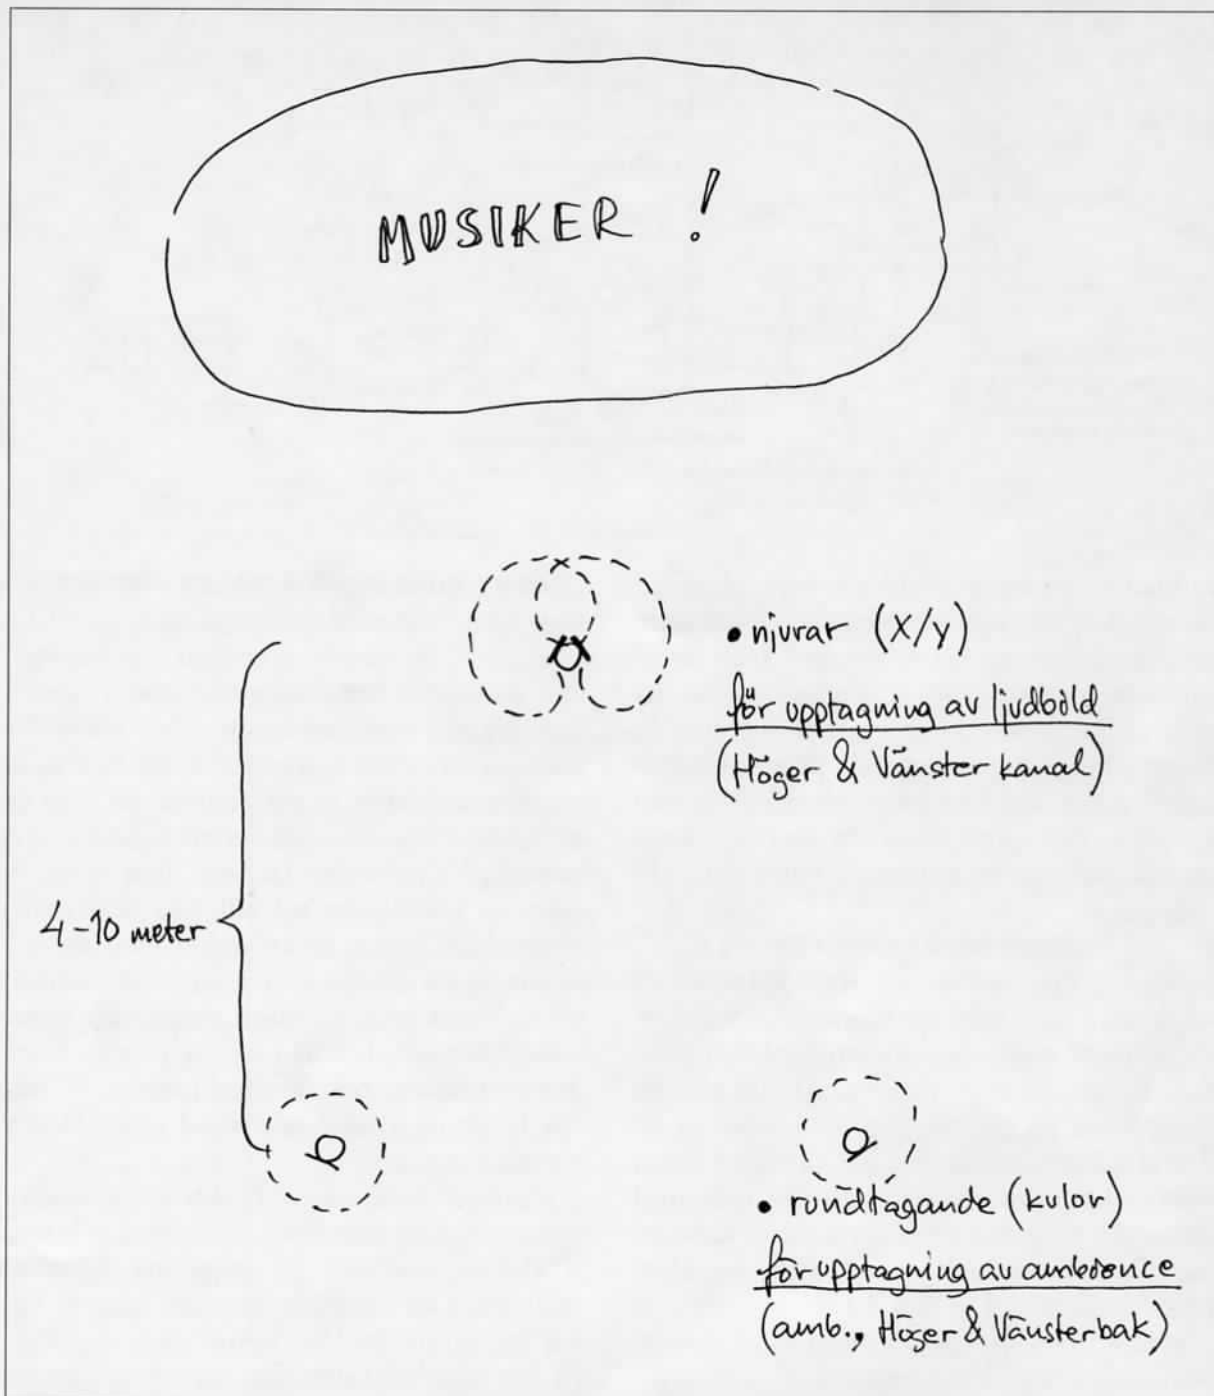 MUSIKER !
• njurar (X/y)
för upptagning av ljudbild
(Höger & Vänster kanal)
4-10 meter
• rundtagande (kulor)
för upptagning av ambience
(amb., Höger & Vänsterbak)